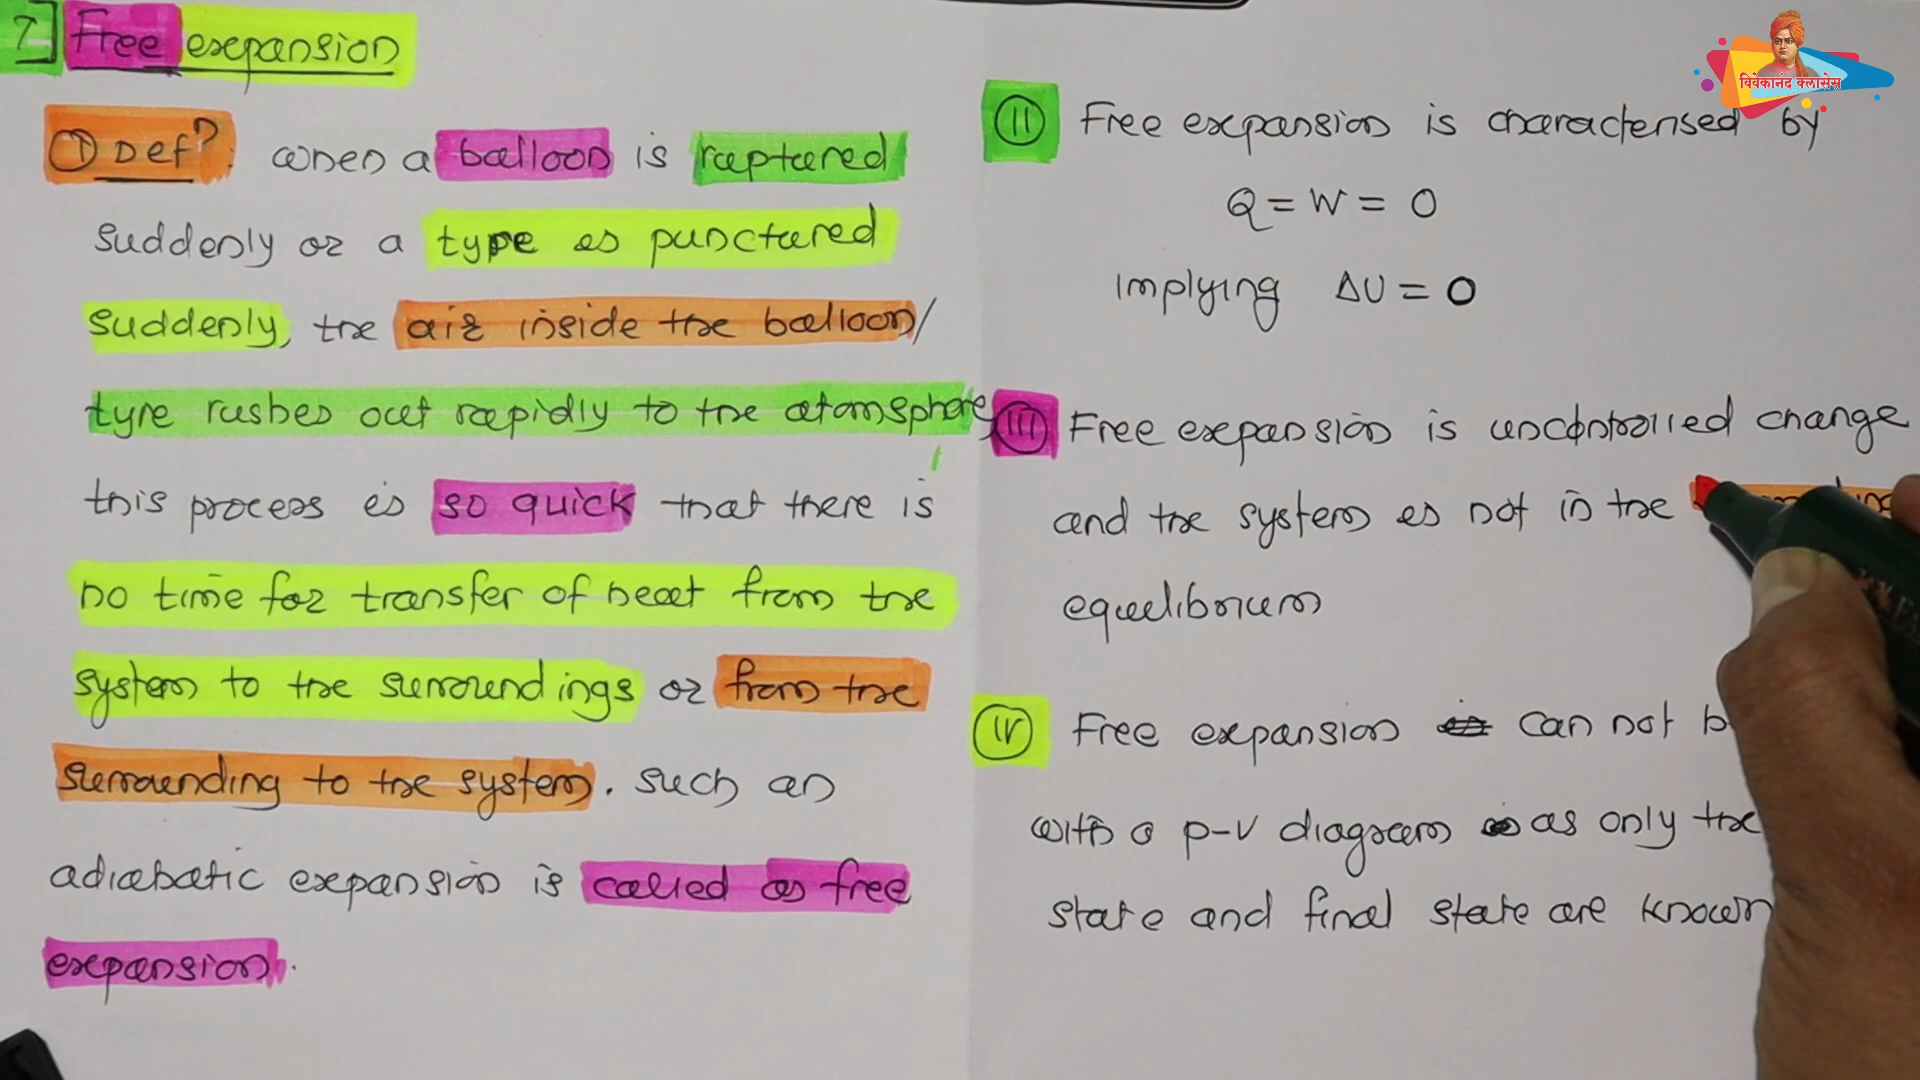 7] Free expansion
① Def? When a balloon is raptared
suddenly or a type is punctured
suddenly, the air inside the balloon/
tyre rushes out rapidly to the atomsphere
this process is so quick that there is
no time for transfer of heat from the
system to the surroundings or from the
surrounding to the system. such an
adiabatic expansion is called as free
expansion.
विवेकानंद क्लासेस
(II) Free expansion is characterised by
Q = W = 0
implying ΔU = 0
(III) Free expansion is uncontrolled change
and the system is not in the
equilibrium
(IV) Free expansion can not
with a p-v diagram as only the
state and final state are known